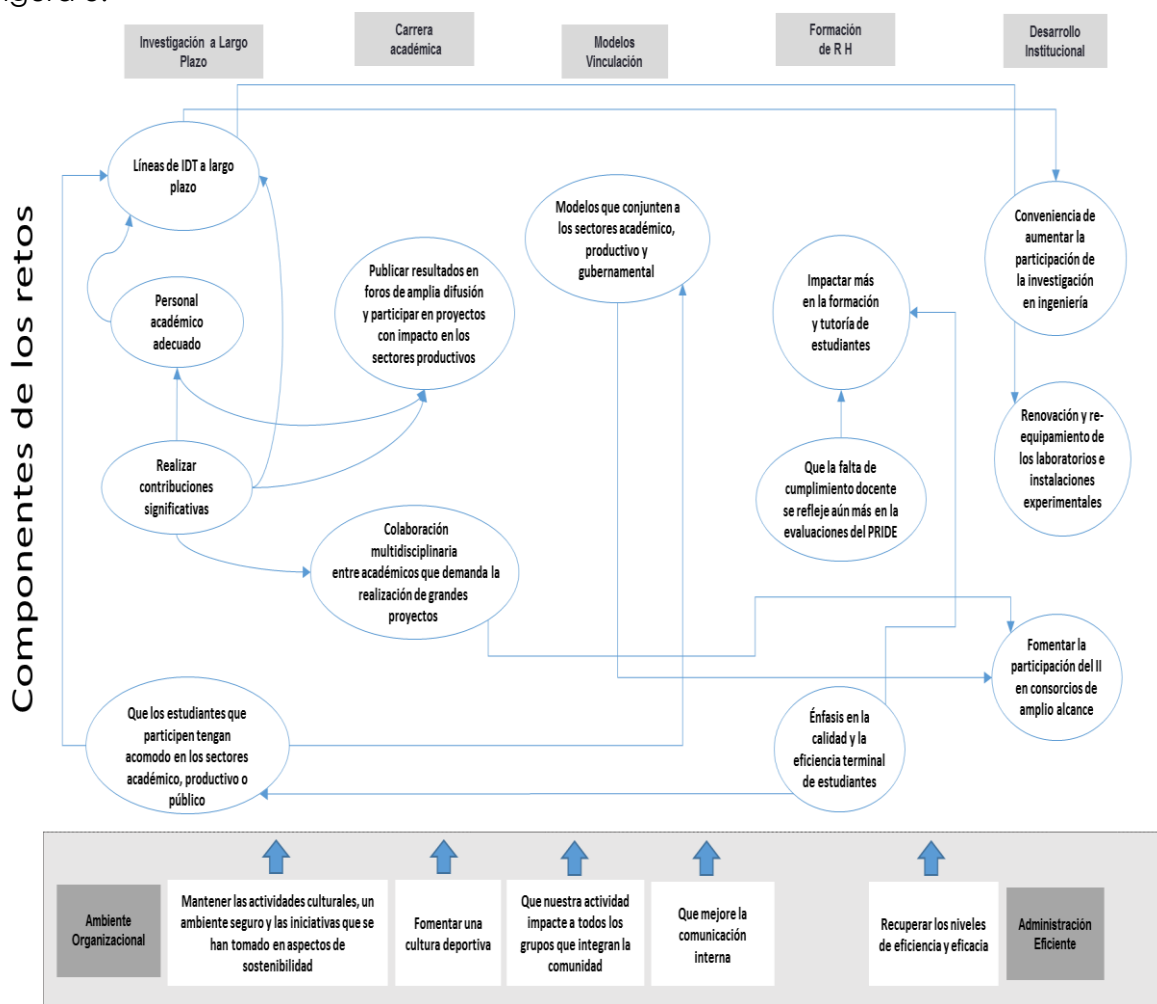 Investigación a Largo
Plazo
Carrera
académica
Modelos
Vinculación
Formación
de R H
Desarrollo
Institucional
Componentes de los retos
Líneas de IDT a largo
plazo
Personal
académico
adecuado
Realizar
contribuciones
significativas
Que los estudiantes que
participen tengan
acomodo en los sectores
académico, productivo o
público
Publicar resultados en
foros de amplia difusión
y participar en proyectos
con impacto en los
sectores productivos
Colaboración
multidisciplinaria
entre académicos que demanda la
realización de grandes
proyectos
Modelos que conjunten a
los sectores académico,
productivo y
gubernamental
Impactar más
en la formación
y tutoría de
estudiantes
Que la falta de
cumplimiento docente
se refleje aún más en la
evaluaciones del PRIDE
Énfasis en la
calidad y la
eficiencia terminal
de estudiantes
Conveniencia de
aumentar la
participación de
la investigación
en ingeniería
Renovación y re-
equipamiento de
los laboratorios e
instalaciones
experimentales
Fomentar la
participación del II
en consorcios de
amplio alcance
Ambiente
Organizacional
Mantener las actividades culturales, un
ambiente seguro y las iniciativas que se
han tomado en aspectos de
sostenibilidad
Fomentar una
cultura deportiva
Que nuestra actividad
impacte a todos los
grupos que integran la
comunidad
Que mejore la
comunicación
interna
Recuperar los niveles
de eficiencia y eficacia
Administración
Eficiente